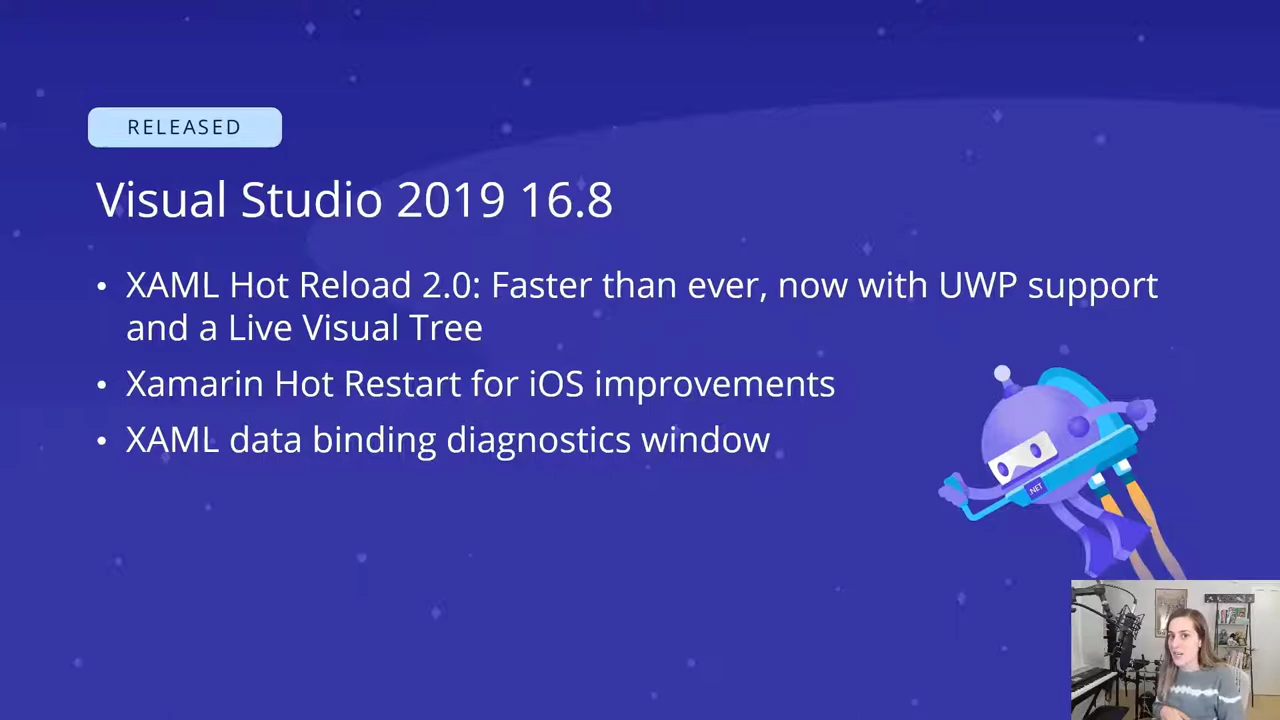 RELEASED
Visual Studio 2019 16.8
• XAML Hot Reload 2.0: Faster than ever, now with UWP support
and a Live Visual Tree
• Xamarin Hot Restart for iOS improvements
• XAML data binding diagnostics window
.NET